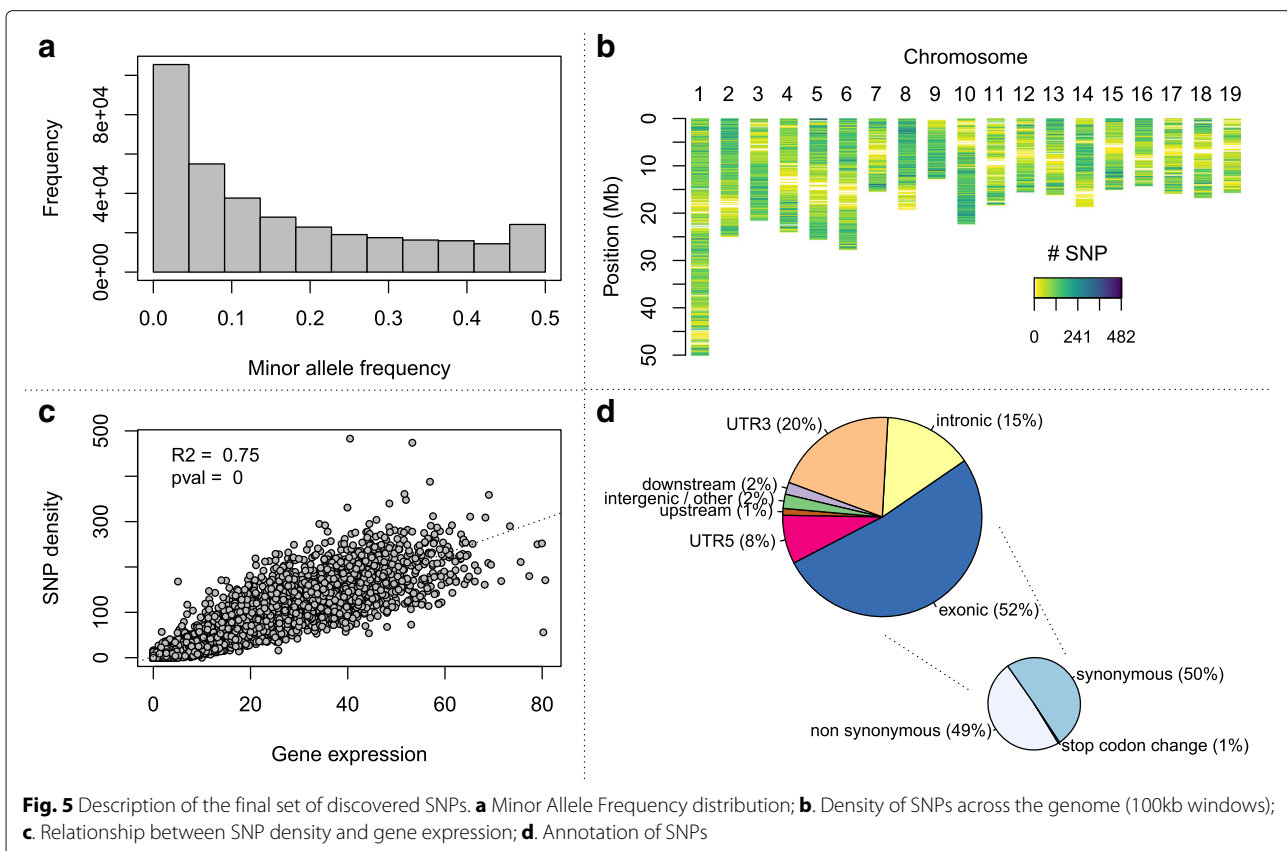 a
Frequency
0e+00 4e+04 8e+04
0.0 0.1 0.2 0.3 0.4 0.5
Minor allele frequency
b
Chromosome
1 2 3 4 5 6 7 8 9 10 11 12 13 14 15 16 17 18 19
Position (Mb)
0
10
20
30
40
50
# SNP
0 241 482
c
R2 = 0.75
pval = 0
SNP density
500
300
100
0
0 20 40 60 80
Gene expression
d
UTR3 (20%)
intronic (15%)
downstream (2%)
intergenic / other (2%)
upstream (1%)
UTR5 (8%)
exonic (52%)
synonymous (50%)
non synonymous (49%)
stop codon change (1%)
Fig. 5 Description of the final set of discovered SNPs. a Minor Allele Frequency distribution; b. Density of SNPs across the genome (100kb windows);
c. Relationship between SNP density and gene expression; d. Annotation of SNPs